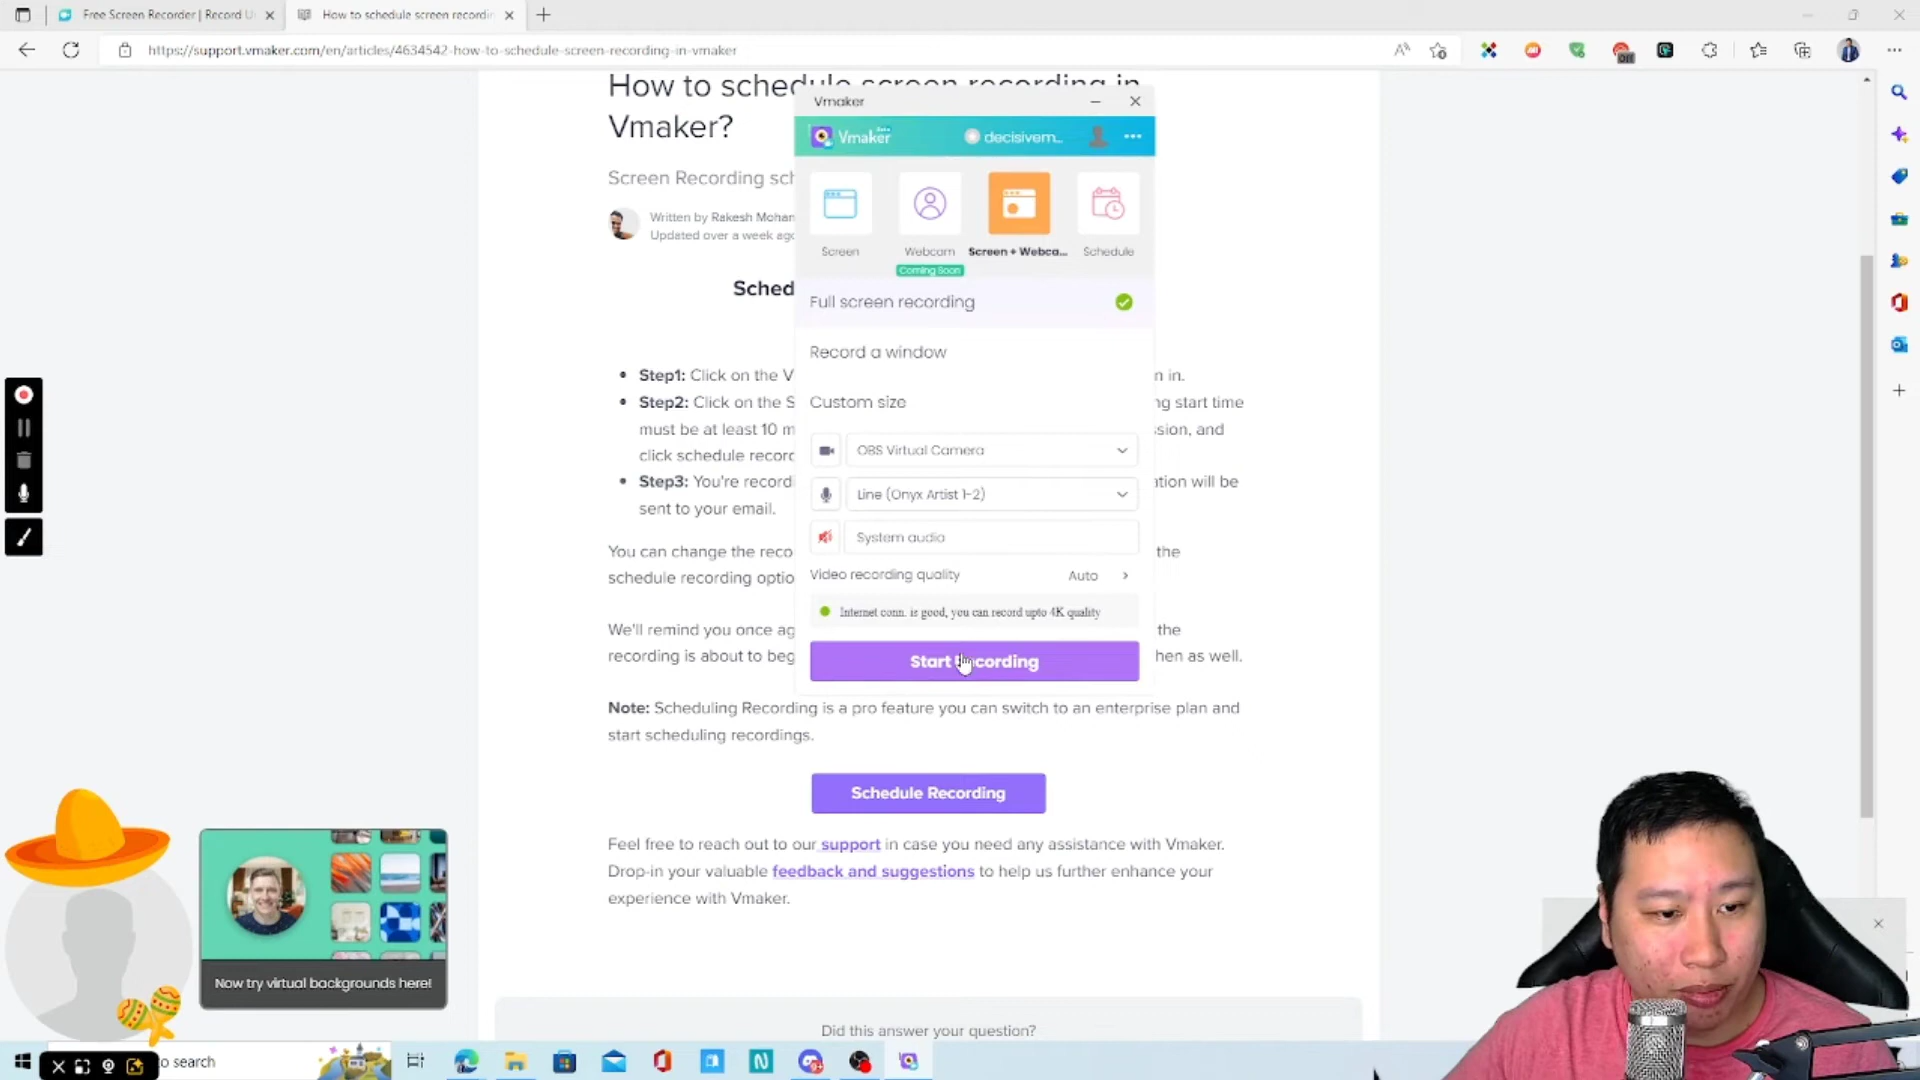 Free Screen Recorder | Record U
How to schedule screen recordin
https://support.vmaker.com/en/articles/4634542-how-to-schedule-screen-recording-in-vmaker
How to schedule screen recording in
Vmaker?
Screen Recording sch
Written by Rakesh Mohan
Updated over a week ago
Sched
Step1: Click on the V
n in.
Step2: Click on the S
ng start time
must be at least 10 m
sion, and
click schedule record
Step3: You're recordi
ation will be
sent to your email.
You can change the reco
the
schedule recording optio
We'll remind you once ag
the
recording is about to beg
hen as well.
Note: Scheduling Recording is a pro feature you can switch to an enterprise plan and
start scheduling recordings.
Schedule Recording
Feel free to reach out to our support in case you need any assistance with Vmaker.
Drop-in your valuable feedback and suggestions to help us further enhance your
experience with Vmaker.
Did this answer your question?
Vmaker
Vmaker Beta
decisivem...
Screen
Webcam
Screen + Webca...
Schedule
Coming Soon
Full screen recording
Record a window
Custom size
OBS Virtual Camera
Line (Onyx Artist 1-2)
System audio
Video recording quality
Auto
Internet conn. is good, you can record upto 4K quality
Start cording
Now try virtual backgrounds here!
to search